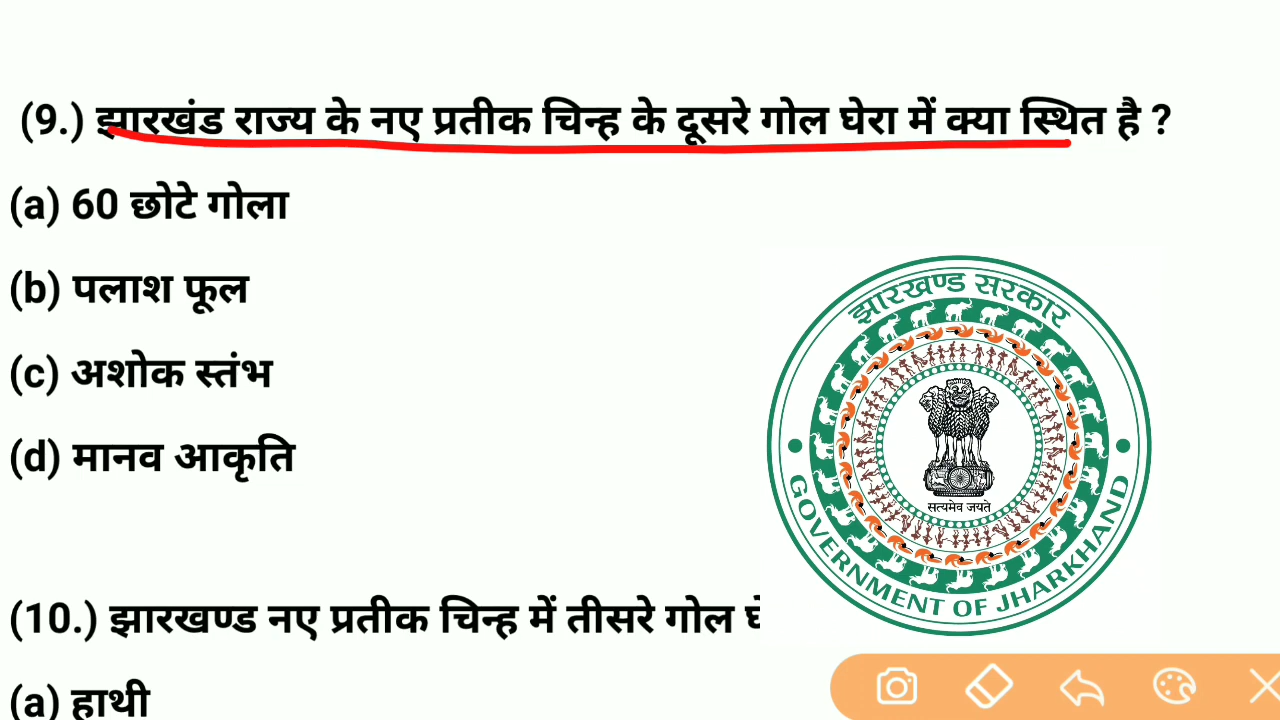 (9.) झारखंड राज्य के नए प्रतीक चिन्ह के दूसरे गोल घेरा में क्या स्थित है ?
(a) 60 छोटे गोला
(b) पलाश फूल
(c) अशोक स्तंभ
(d) मानव आकृति
झारखण्ड सरकार
सत्यमेव जयते
GOVERNMENT OF JHARKHAND
(10.) झारखण्ड नए प्रतीक चिन्ह में तीसरे गोल
(a) हाथी